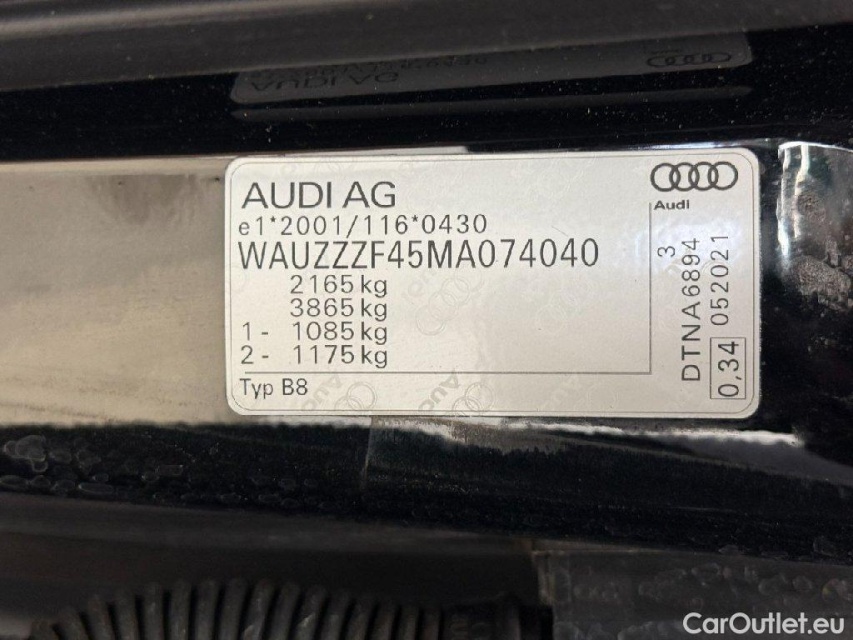 AUDI AG
Audi
e1*2001/116*0430
WAUZZZF45MA074040
2165 kg
3865 kg
1 - 1085 kg
2 - 1175 kg
Typ B8
3
DTNA6894
0,34 052021
CarOutlet.eu